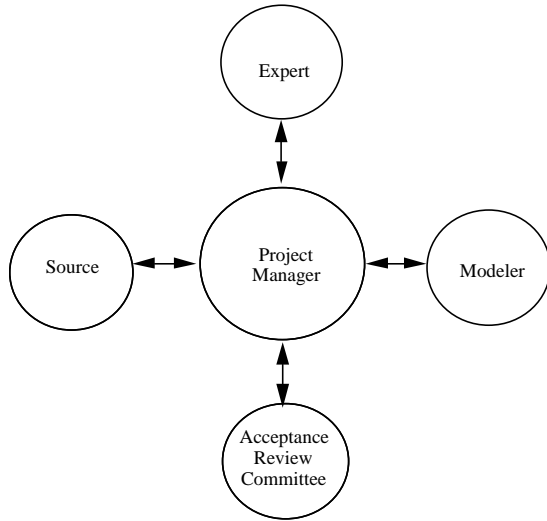 Expert
Source
Project
Manager
Modeler
Acceptance
Review
Committee